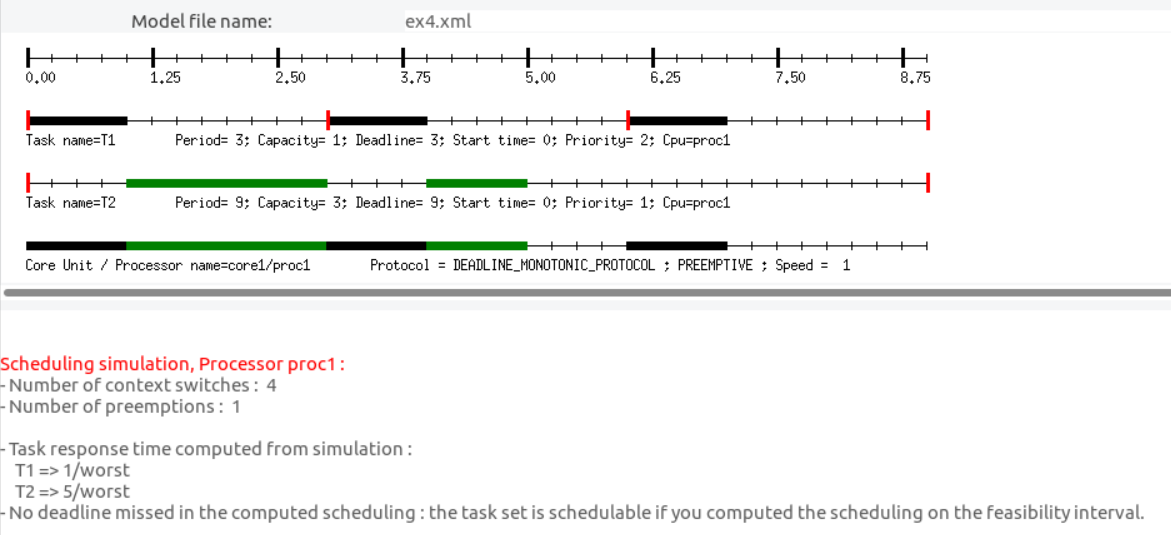 Model file name: ex4.xml
0.00 1.25 2.50 3.75 5.00 6.25 7.50 8.75
Task name=T1 Period= 3; Capacity= 1; Deadline= 3; Start time= 0; Priority= 2; Cpu=proc1
Task name=T2 Period= 9; Capacity= 3; Deadline= 9; Start time= 0; Priority= 1; Cpu=proc1
Core Unit / Processor name=core1/proc1 Protocol = DEADLINE_MONOTONIC_PROTOCOL ; PREEMPTIVE ; Speed = 1
Scheduling simulation, Processor proc1 :
- Number of context switches : 4
- Number of preemptions : 1
- Task response time computed from simulation :
T1 => 1/worst
T2 => 5/worst
- No deadline missed in the computed scheduling : the task set is schedulable if you computed the scheduling on the feasibility interval.